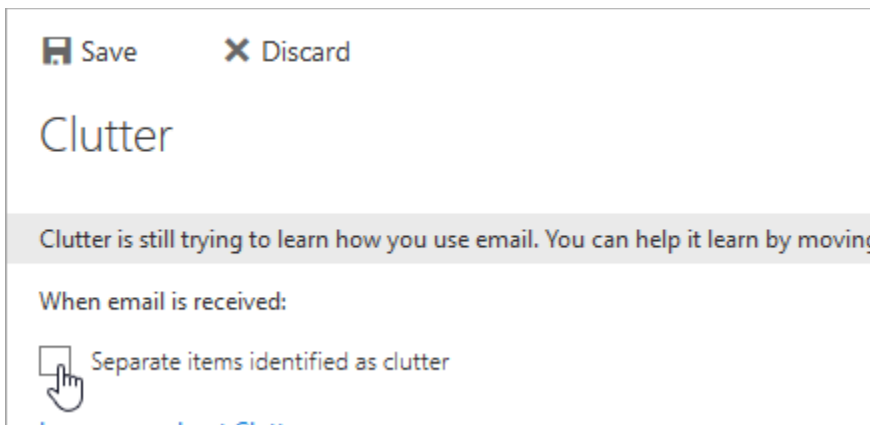 Save Discard
Clutter
Clutter is still trying to learn how you use email. You can help it learn by moving
When email is received:
Separate items identified as clutter